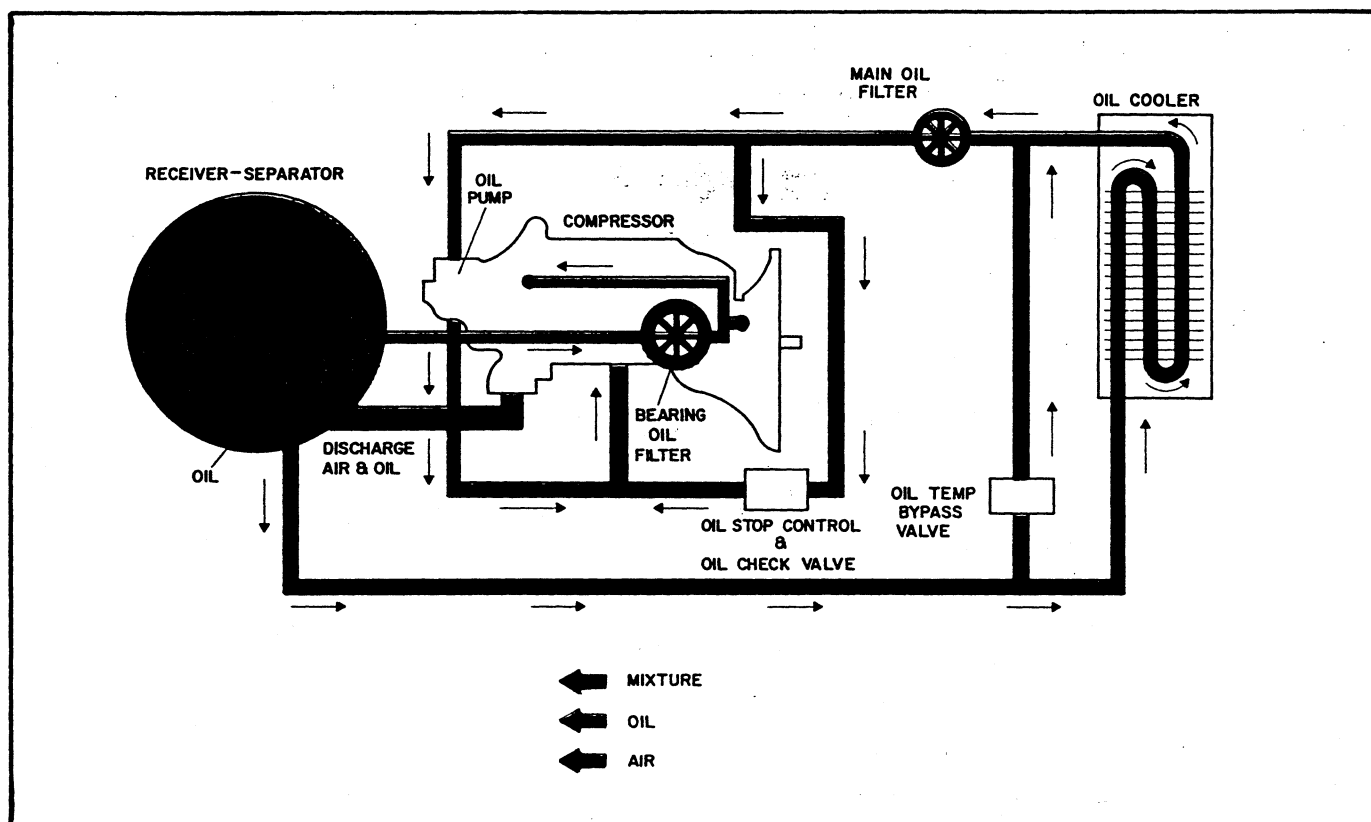 MAIN OIL
FILTER
OIL COOLER
RECEIVER-SEPARATOR
OIL
PUMP
COMPRESSOR
BEARING
OIL
FILTER
DISCHARGE
AIR & OIL
OIL
OIL STOP CONTROL
&
OIL CHECK VALVE
OIL TEMP
BYPASS
VALVE
MIXTURE
OIL
AIR